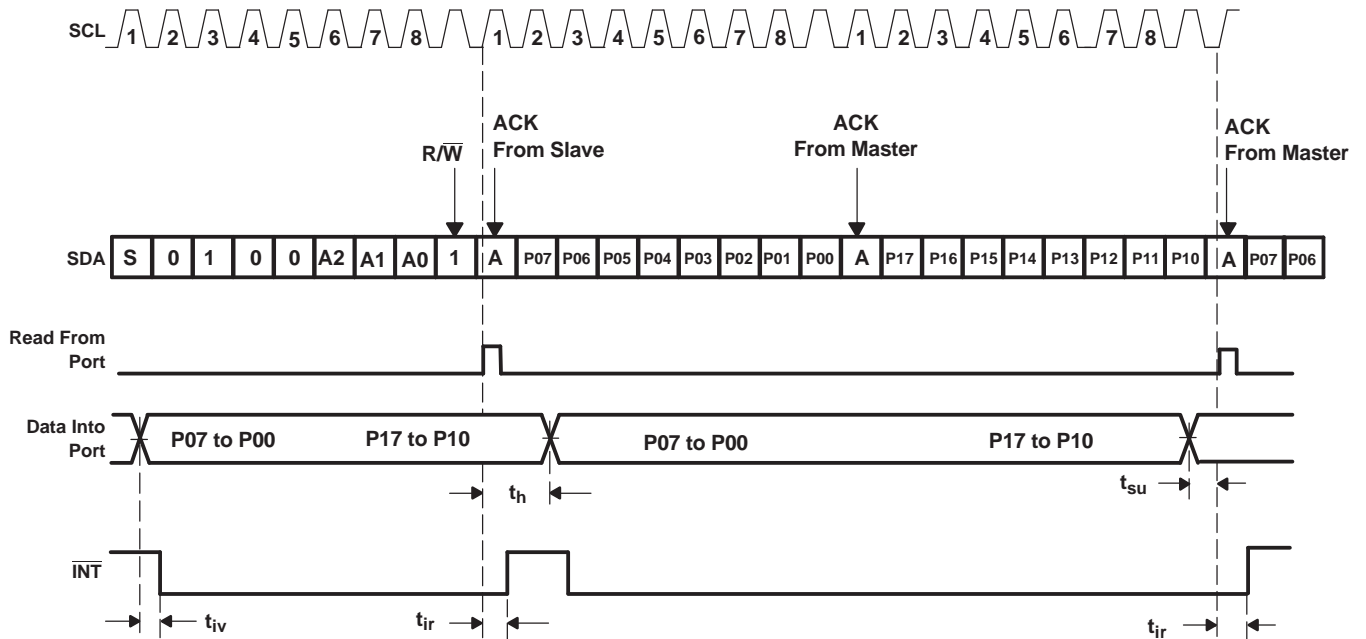 SCL 1 2 3 4 5 6 7 8 1 2 3 4 5 6 7 8 1 2 3 4 5 6 7 8
R/W̅
ACK
From Slave
ACK
From Master
ACK
From Master
SDA S 0 1 0 0 A2 A1 A0 1 A P07 P06 P05 P04 P03 P02 P01 P00 A P17 P16 P15 P14 P13 P12 P11 P10 A P07 P06
Read From
Port
Data Into
Port
P07 to P00 P17 to P10 P07 to P00 P17 to P10
th
tsu
I̅N̅T̅
tiv
tir
tir